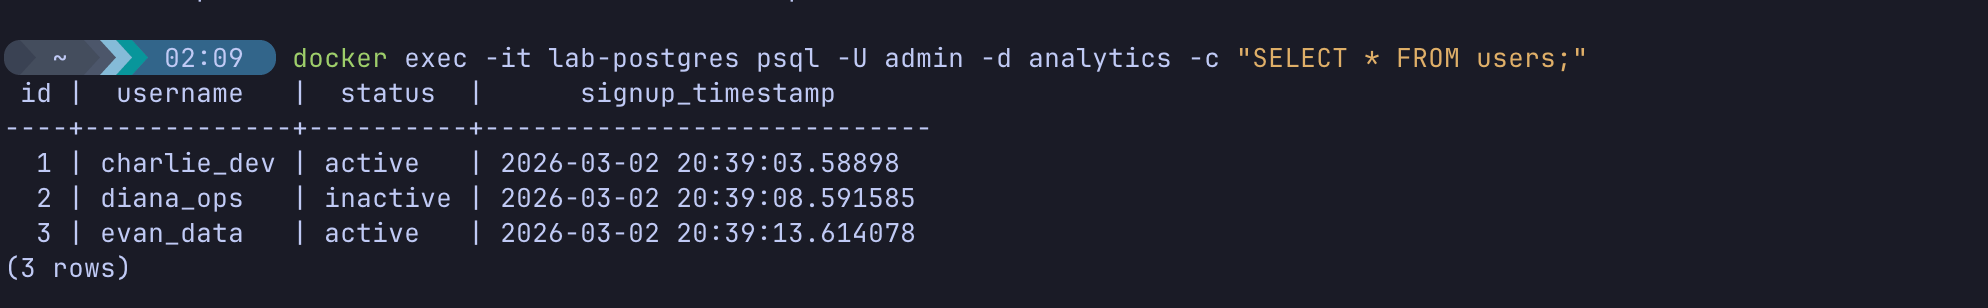 ~ 02:09 docker exec -it lab-postgres psql -U admin -d analytics -c "SELECT * FROM users;"
 id |  username   |  status  |      signup_timestamp
----+-------------+----------+----------------------------
  1 | charlie_dev | active   | 2026-03-02 20:39:03.58898
  2 | diana_ops   | inactive | 2026-03-02 20:39:08.591585
  3 | evan_data   | active   | 2026-03-02 20:39:13.614078
(3 rows)